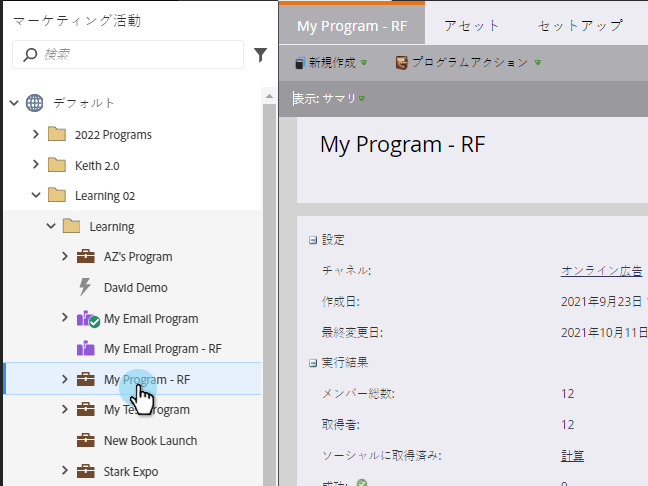 マーケティング活動
検索
デフォルト
2022 Programs
Keith 2.0
Learning 02
Learning
AZ's Program
David Demo
My Email Program
My Email Program - RF
My Program - RF
My Program
New Book Launch
Stark Expo
My Program - RF
アセット
セットアップ
新規作成
プログラムアクション
表示: サマリ
My Program - RF
設定
チャネル: オンライン広告
作成日: 2021年9月23日
最終変更日: 2021年10月11日
実行結果
メンバー総数: 12
取得者: 12
ソーシャルに取得済み: 計算
成功: 9